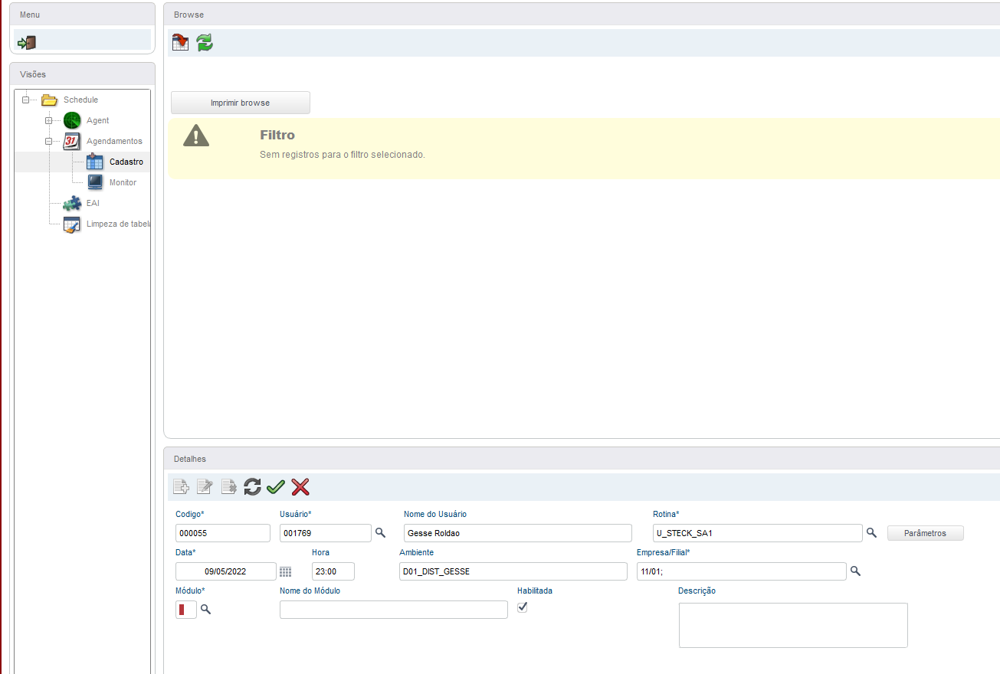 Menu
Visões
Schedule
Agent
31
Agendamentos
Cadastro
Monitor
EAI
Limpeza de tabela
Browse
Imprimir browse
Filtro
Sem registros para o filtro selecionado.
Detalhes
Codigo* Usuário* Nome do Usuário Rotina*
000055 001769 Gesse Roldao U_STECK_SA1 Parâmetros
Data* Hora Ambiente Empresa/Filial*
09/05/2022 23:00 D01_DIST_GESSE 11/01;
Módulo* Nome do Módulo Habilitada Descrição